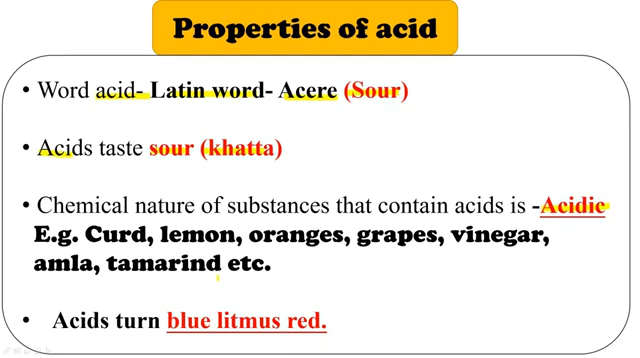 Properties of acid
• Word acid- Latin word- Acere (Sour)
• Acids taste sour (khatta)
• Chemical nature of substances that contain acids is -Acidic
E.g. Curd, lemon, oranges, grapes, vinegar,
amla, tamarind etc.
• Acids turn blue litmus red.